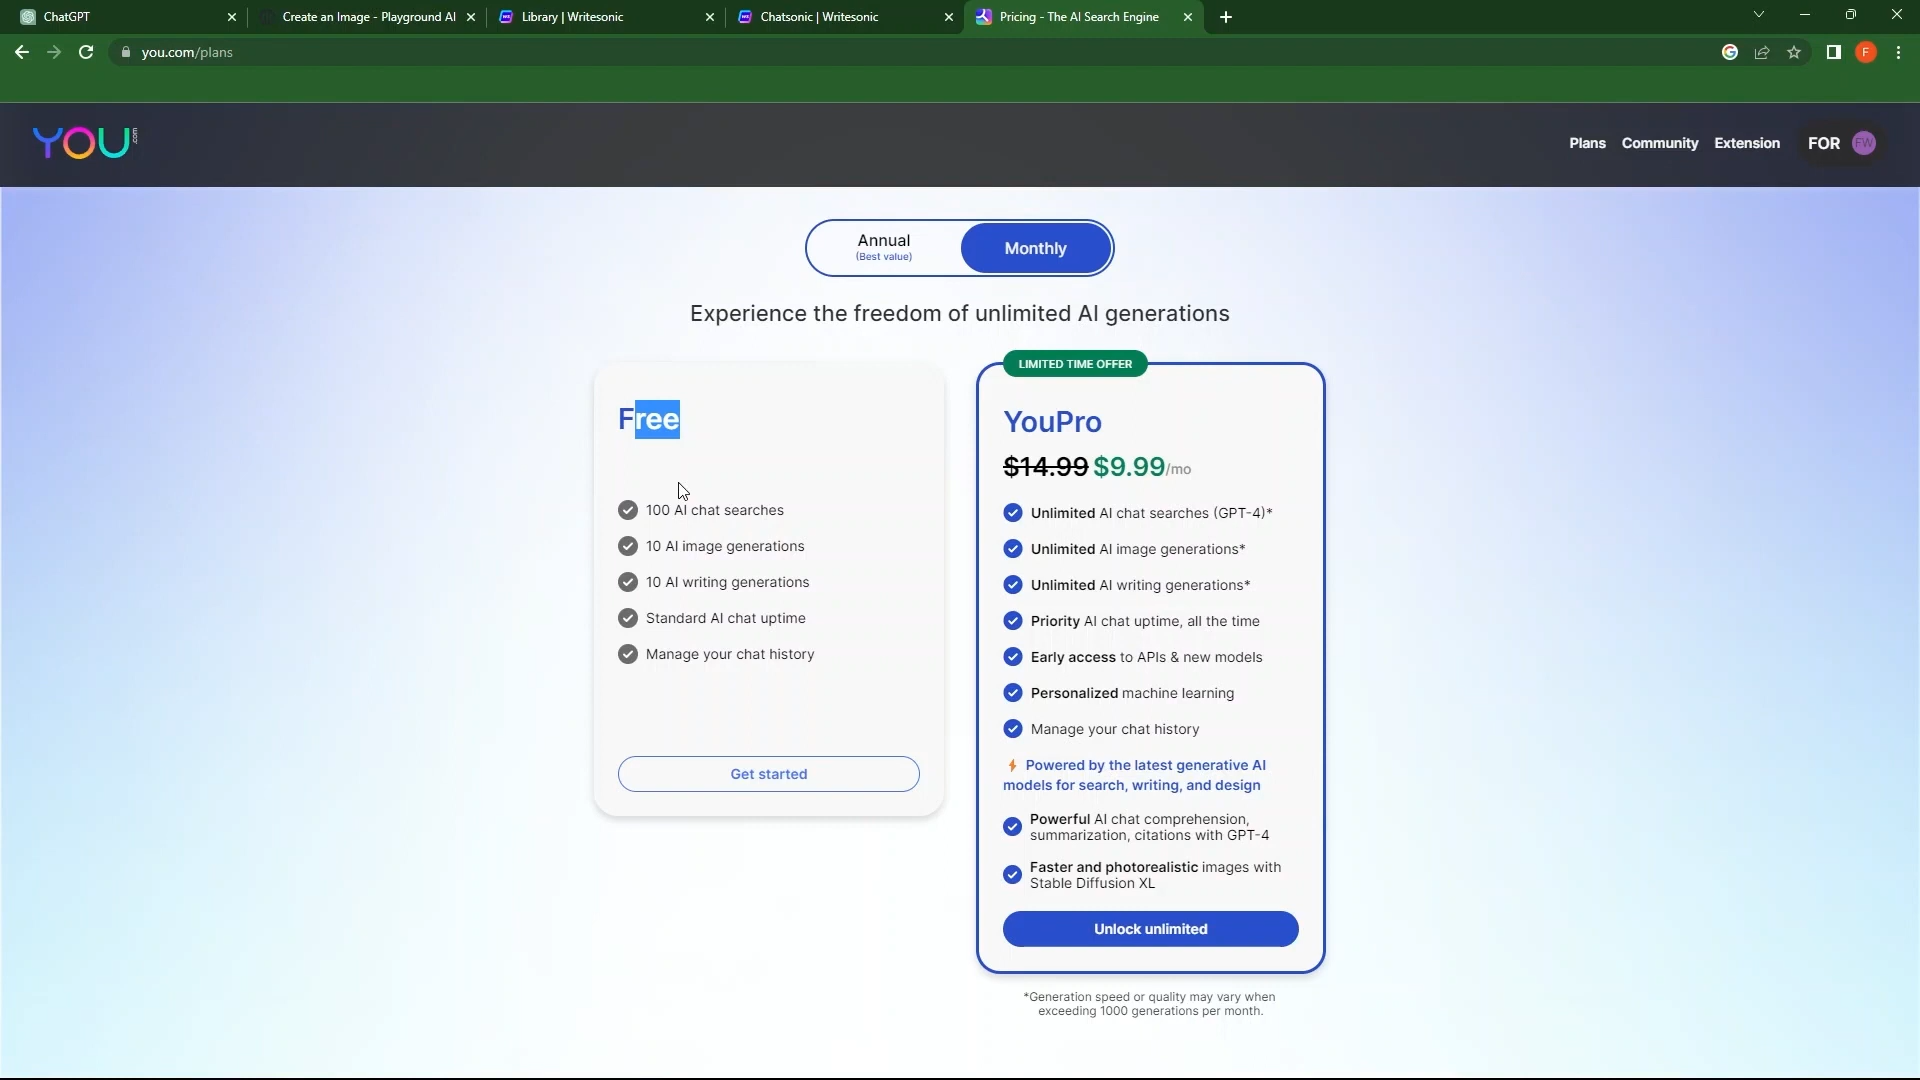 ChatGPT
Create an Image - Playground AI
Library | Writesonic
Chatsonic | Writesonic
Pricing - The AI Search Engine
you.com/plans
F
YOU.com
Plans
Community
Extension
FOR
FW
Annual
(Best value)
Monthly
Experience the freedom of unlimited AI generations
Free
100 AI chat searches
10 AI image generations
10 AI writing generations
Standard AI chat uptime
Manage your chat history
Get started
LIMITED TIME OFFER
YouPro
$14.99 $9.99/mo
Unlimited AI chat searches (GPT-4)*
Unlimited AI image generations*
Unlimited AI writing generations*
Priority AI chat uptime, all the time
Early access to APIs & new models
Personalized machine learning
Manage your chat history
Powered by the latest generative AI
models for search, writing, and design
Powerful AI chat comprehension,
summarization, citations with GPT-4
Faster and photorealistic images with
Stable Diffusion XL
Unlock unlimited
*Generation speed or quality may vary when
exceeding 1000 generations per month.